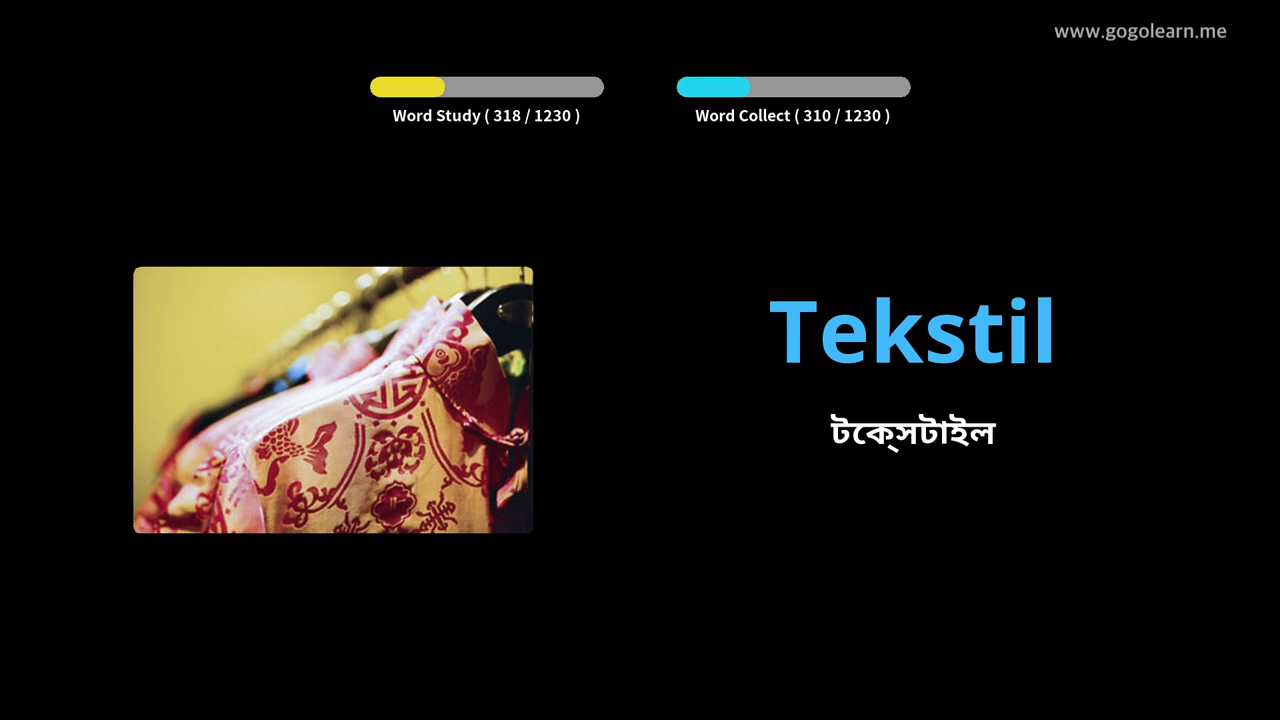 www.gogolearn.me
Word Study ( 318 / 1230 )
Word Collect ( 310 / 1230 )
Tekstil
টেক্সটাইল